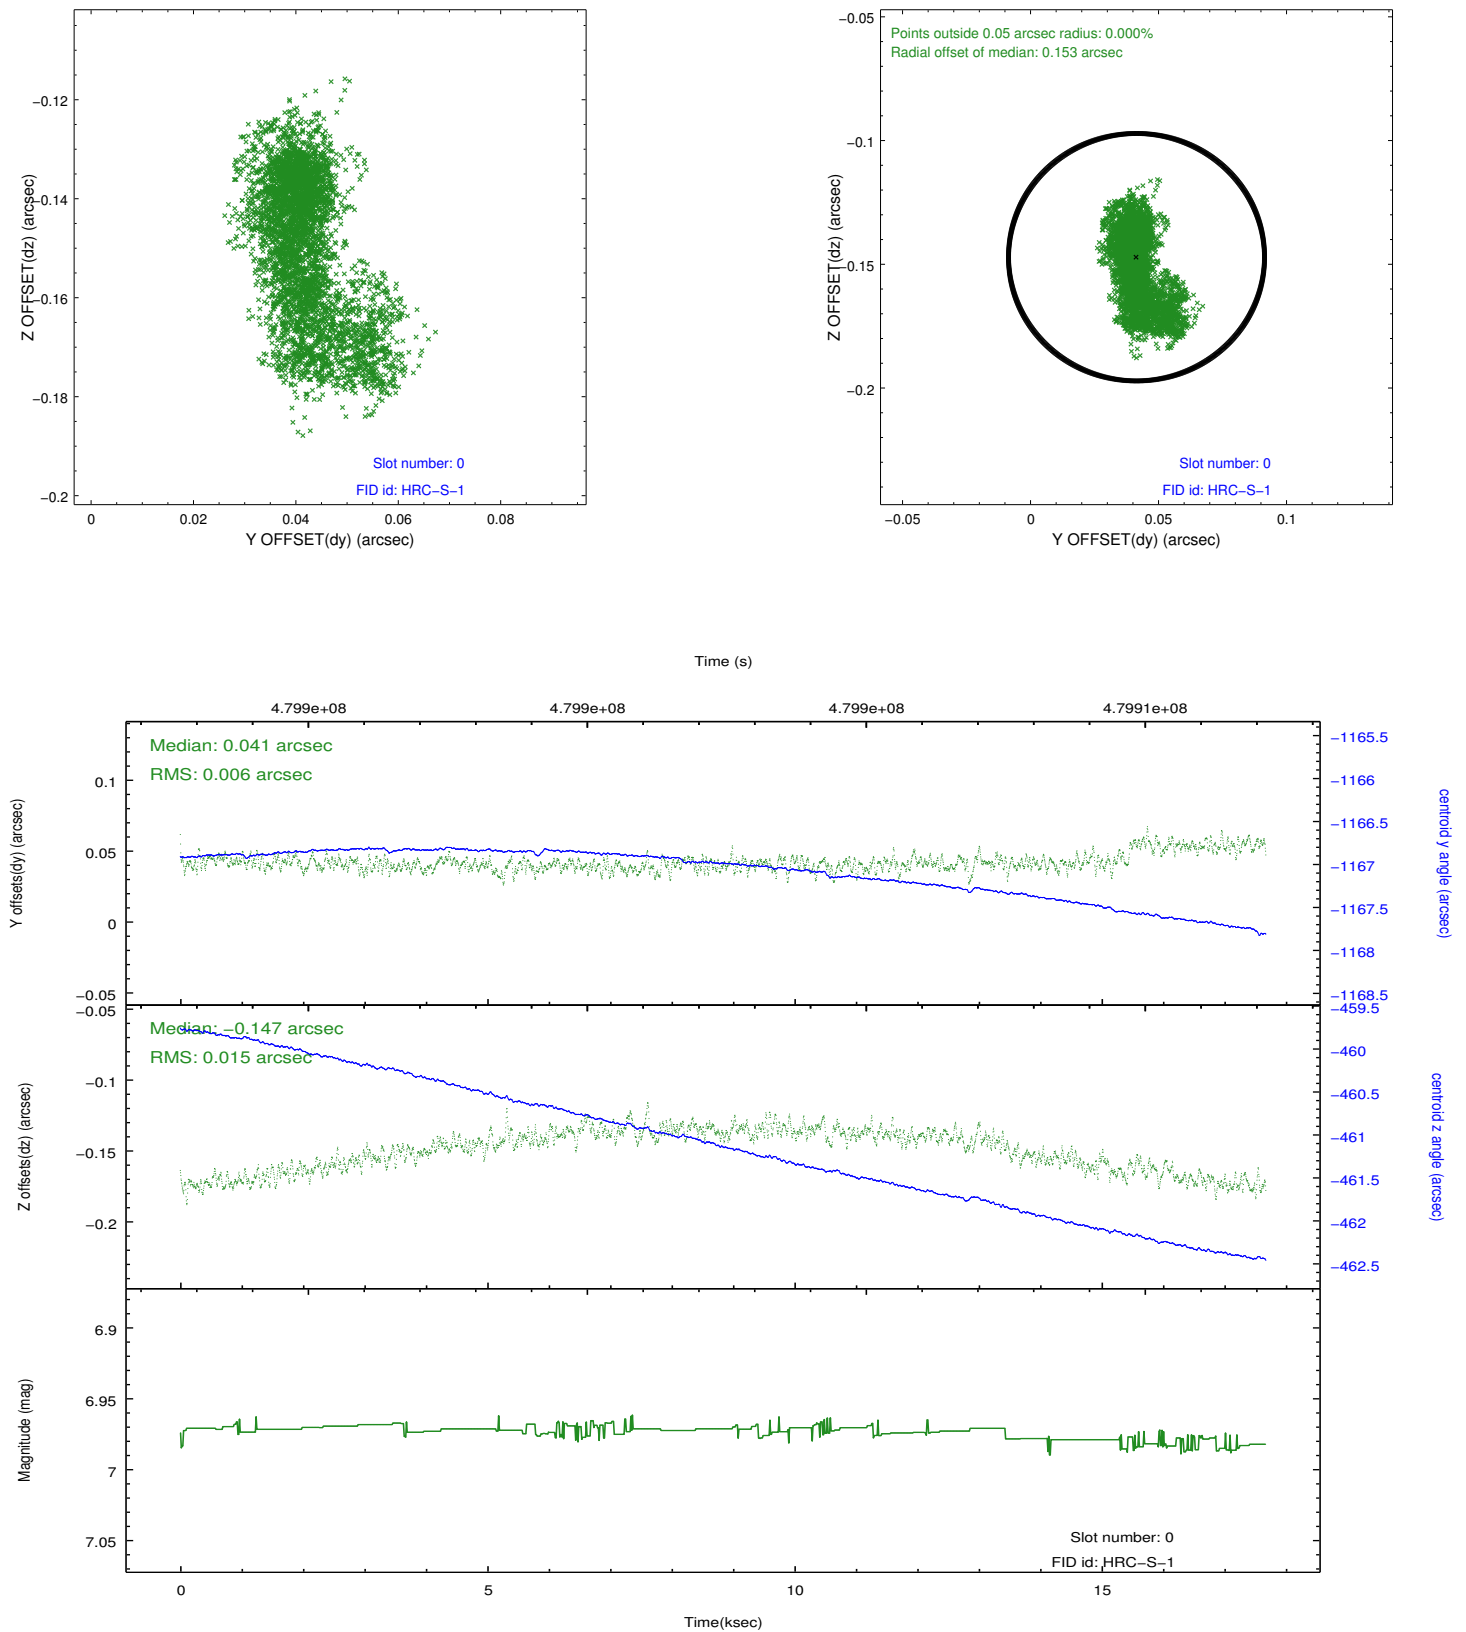 −0.12
−0.14
−0.16
−0.18
−0.2
Z OFFSET(dz) (arcsec)
0
0.02
0.04
0.06
0.08
Y OFFSET(dy) (arcsec)
Slot number: 0
FID id: HRC−S−1
Points outside 0.05 arcsec radius: 0.000%
Radial offset of median: 0.153 arcsec
−0.05
−0.1
−0.15
−0.2
Z OFFSET(dz) (arcsec)
Slot number: 0
FID id: HRC−S−1
−0.05
0
0.05
0.1
Y OFFSET(dy) (arcsec)
Time (s)
4.799e+08
4.799e+08
4.799e+08
4.7991e+08
Median: 0.041 arcsec
RMS: 0.006 arcsec
0.1
0.05
0
−0.05
Y offsets(dy) (arcsec)
−1165.5
−1166
−1166.5
−1167
−1167.5
−1168
−1168.5
centroid y angle (arcsec)
Median: −0.147 arcsec
RMS: 0.015 arcsec
−0.05
−0.1
−0.15
−0.2
Z offsets(dz) (arcsec)
−459.5
−460
−460.5
−461
−461.5
−462
−462.5
centroid z angle (arcsec)
6.9
6.95
7
7.05
Magnitude (mag)
Slot number: 0
FID id: HRC−S−1
0
5
10
15
Time(ksec)